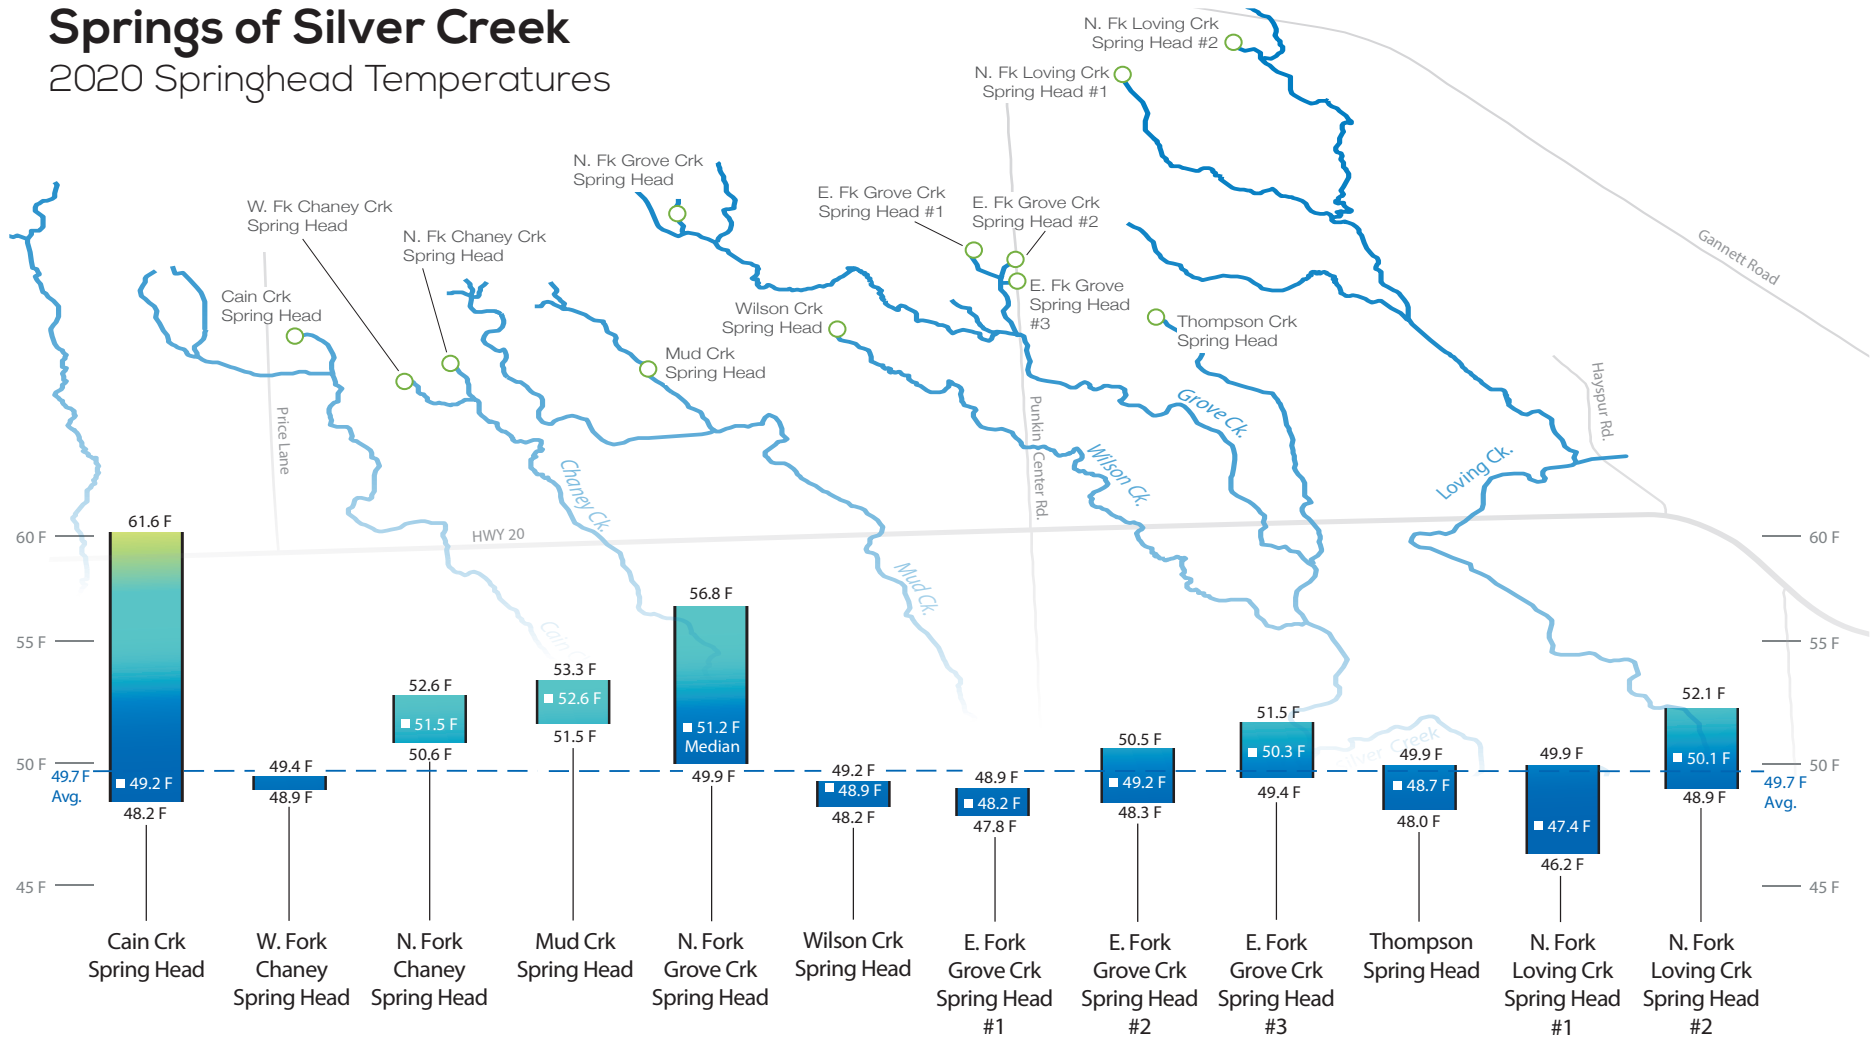 Springs of Silver Creek
2020 Springhead Temperatures
N. Fk Loving Crk
Spring Head #2
N. Fk Loving Crk
Spring Head #1
N. Fk Grove Crk
Spring Head
E. Fk Grove Crk
Spring Head #1
E. Fk Grove Crk
Spring Head #2
W. Fk Chaney Crk
Spring Head
N. Fk Chaney Crk
Spring Head
Gannett Road
Cain Crk
Spring Head
Wilson Crk
Spring Head
E. Fk Grove
Spring Head
#3
Thompson Crk
Spring Head
Mud Crk
Spring Head
Price Lane
Punkin Center Rd.
Hayspur Rd.
Grove Ck.
Wilson Ck.
Loving Ck.
Chaney Ck.
HWY 20
Mud Ck.
Cain
Silver Creek
60 F
55 F
50 F
49.7 F
Avg.
45 F
61.6 F
49.2 F
48.2 F
49.4 F
48.9 F
52.6 F
51.5 F
50.6 F
53.3 F
52.6 F
51.5 F
56.8 F
51.2 F
Median
49.9 F
49.2 F
48.9 F
48.2 F
48.9 F
48.2 F
47.8 F
50.5 F
49.2 F
48.3 F
51.5 F
50.3 F
49.4 F
49.9 F
48.7 F
48.0 F
49.9 F
47.4 F
46.2 F
52.1 F
50.1 F
48.9 F
60 F
55 F
50 F
49.7 F
Avg.
45 F
Cain Crk
Spring Head
W. Fork
Chaney
Spring Head
N. Fork
Chaney
Spring Head
Mud Crk
Spring Head
N. Fork
Grove Crk
Spring Head
Wilson Crk
Spring Head
E. Fork
Grove Crk
Spring Head
#1
E. Fork
Grove Crk
Spring Head
#2
E. Fork
Grove Crk
Spring Head
#3
Thompson
Spring Head
N. Fork
Loving Crk
Spring Head
#1
N. Fork
Loving Crk
Spring Head
#2